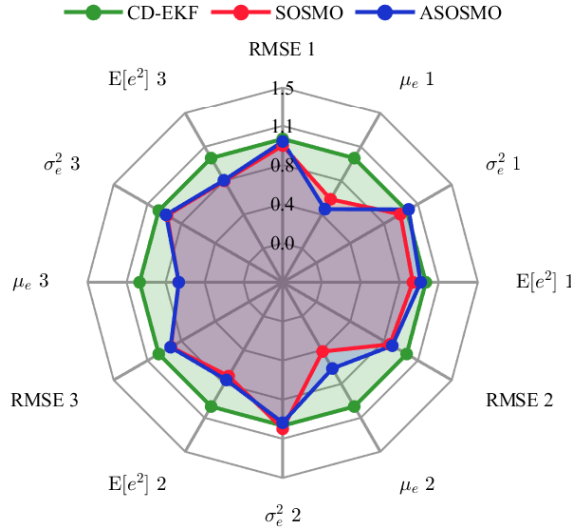 CD-EKF SOSMO ASOSMO
RMSE 1
E[e²] 3
μₑ 1
1.5
1.1
σₑ² 3
0.8
σₑ² 1
0.4
0.0
μₑ 3
E[e²] 1
RMSE 3
RMSE 2
E[e²] 2
μₑ 2
σₑ² 2